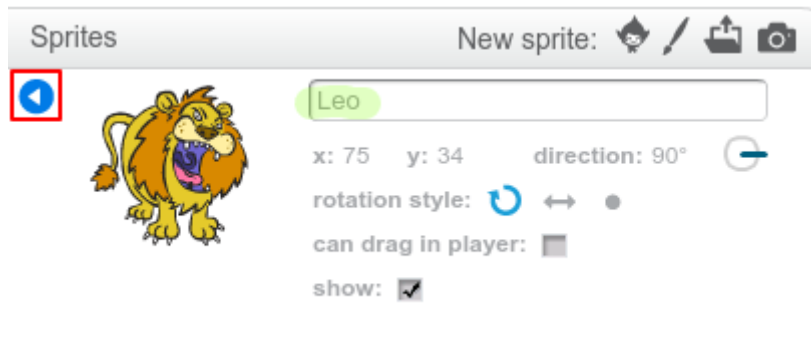 Sprites New sprite:
Leo
x: 75 y: 34 direction: 90°
rotation style:
can drag in player:
show: